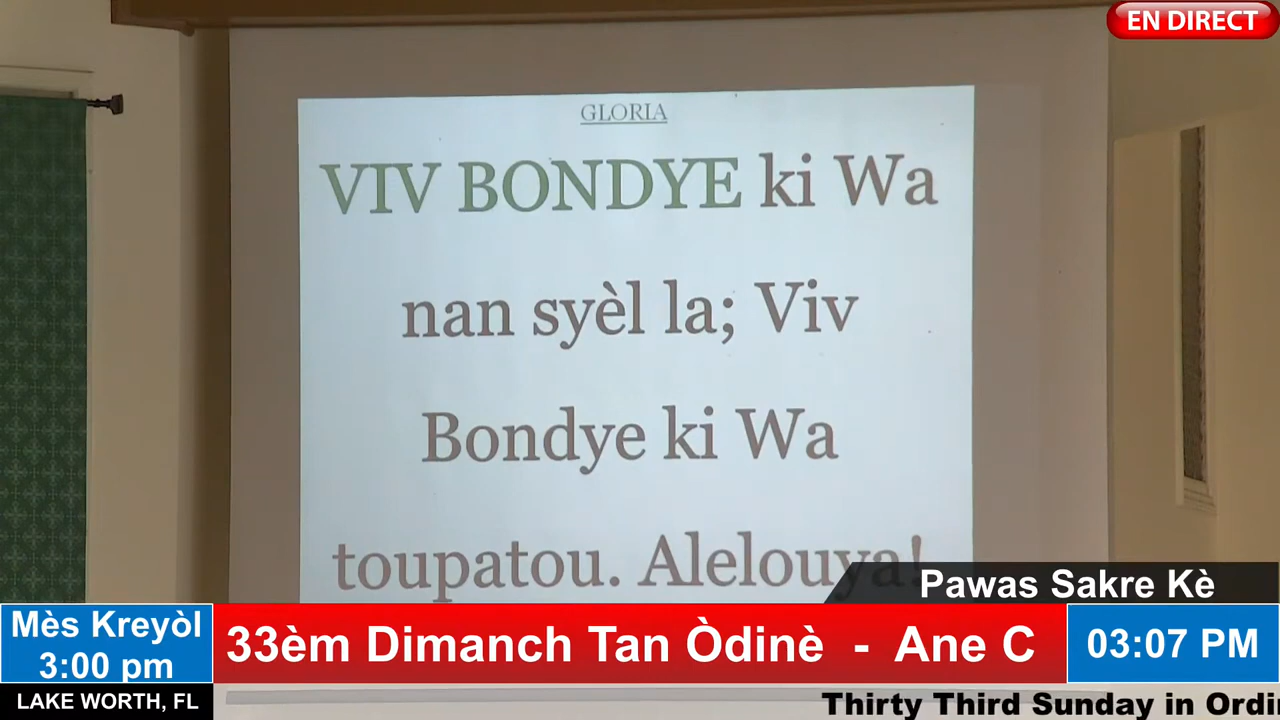 EN DIRECT
GLORIA
VIV BONDYE ki Wa
nan syèl la; Viv
Bondye ki Wa
toupatou. Alelouya!
Pawas Sakre Kè
Mès Kreyòl
3:00 pm
33èm Dimanch Tan Òdinè - Ane C
03:07 PM
LAKE WORTH, FL
Thirty Third Sunday in